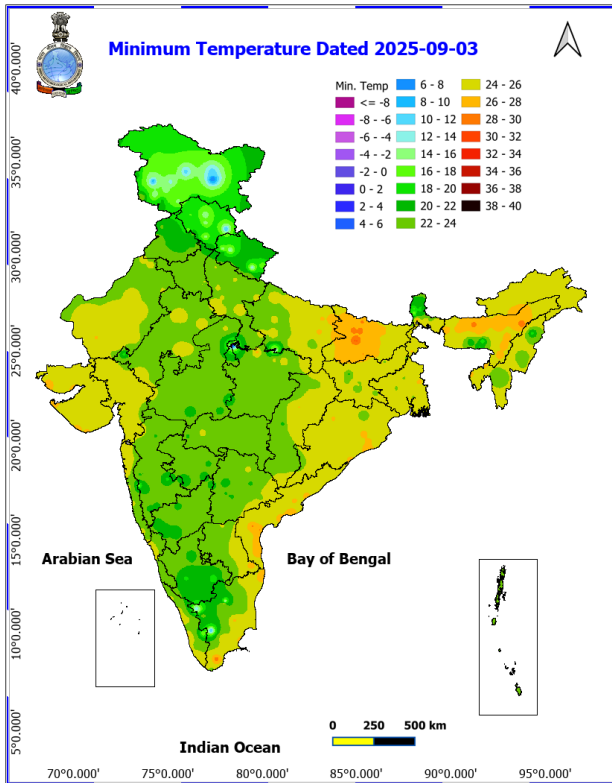 Minimum Temperature Dated 2025-09-03
Min. Temp
<= -8
-8 - -6
-6 - -4
-4 - -2
-2 - 0
0 - 2
2 - 4
4 - 6
6 - 8
8 - 10
10 - 12
12 - 14
14 - 16
16 - 18
18 - 20
20 - 22
22 - 24
24 - 26
26 - 28
28 - 30
30 - 32
32 - 34
34 - 36
36 - 38
38 - 40
40°0.000'
35°0.000'
30°0.000'
25°0.000'
20°0.000'
15°0.000'
10°0.000'
5°0.000'
Arabian Sea
Bay of Bengal
0 250 500 km
Indian Ocean
70°0.000' 75°0.000' 80°0.000' 85°0.000' 90°0.000' 95°0.000'